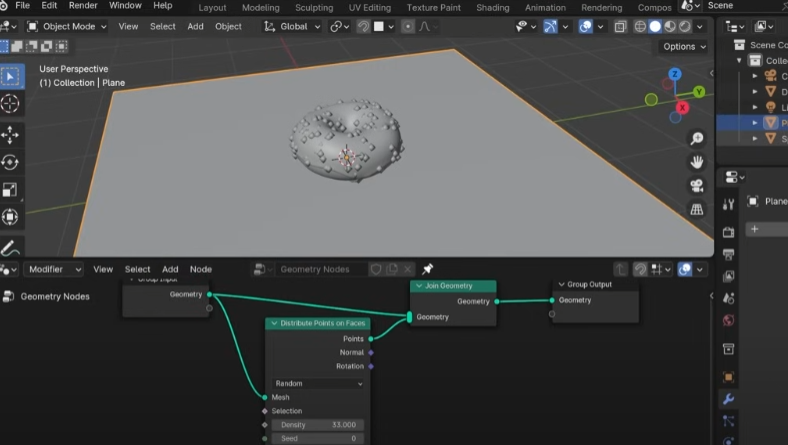 File Edit Render Window Help Layout Modeling Sculpting UV Editing Texture Paint Shading Animation Rendering Compos Scene
Object Mode View Select Add Object Global
Options
Scene Co
Collec
User Perspective
(1) Collection | Plane
Z
Y
X
C
D
Li
P
S
Plane
Modifier View Select Add Node Geometry Nodes
Geometry Nodes
Group Input
Geometry
Join Geometry
Geometry
Geometry
Group Output
Geometry
Distribute Points on Faces
Points
Normal
Rotation
Random
Mesh
Selection
Density 33.000
Seed 0